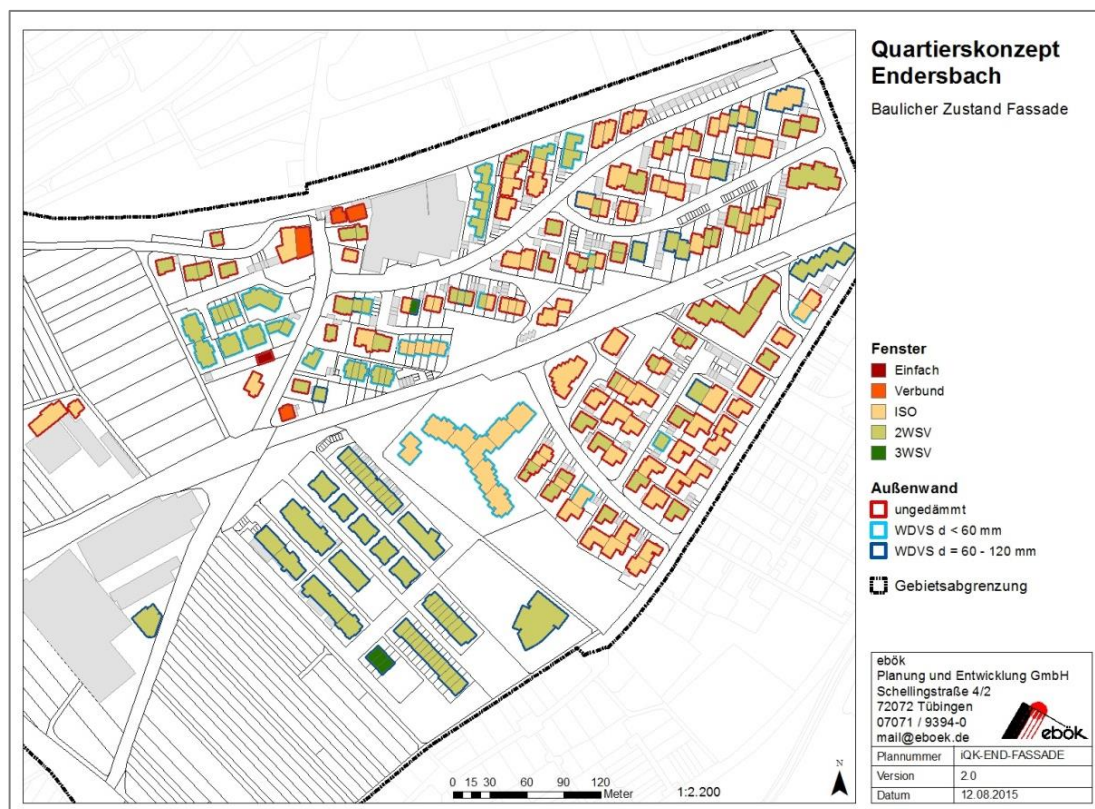 Quartierskonzept
Endersbach
Baulicher Zustand Fassade
Fenster
Einfach
Verbund
ISO
2WSV
3WSV
Außenwand
ungedämmt
WDVS d < 60 mm
WDVS d = 60 - 120 mm
Gebietsabgrenzung
ebök
Planung und Entwicklung GmbH
Schellingstraße 4/2
72072 Tübingen
07071 / 9394-0
mail@eboek.de
ebök
Plannummer iQK-END-FASSADE
Version 2.0
Datum 12.08.2015
N
0 15 30 60 90 120
Meter
1:2.200